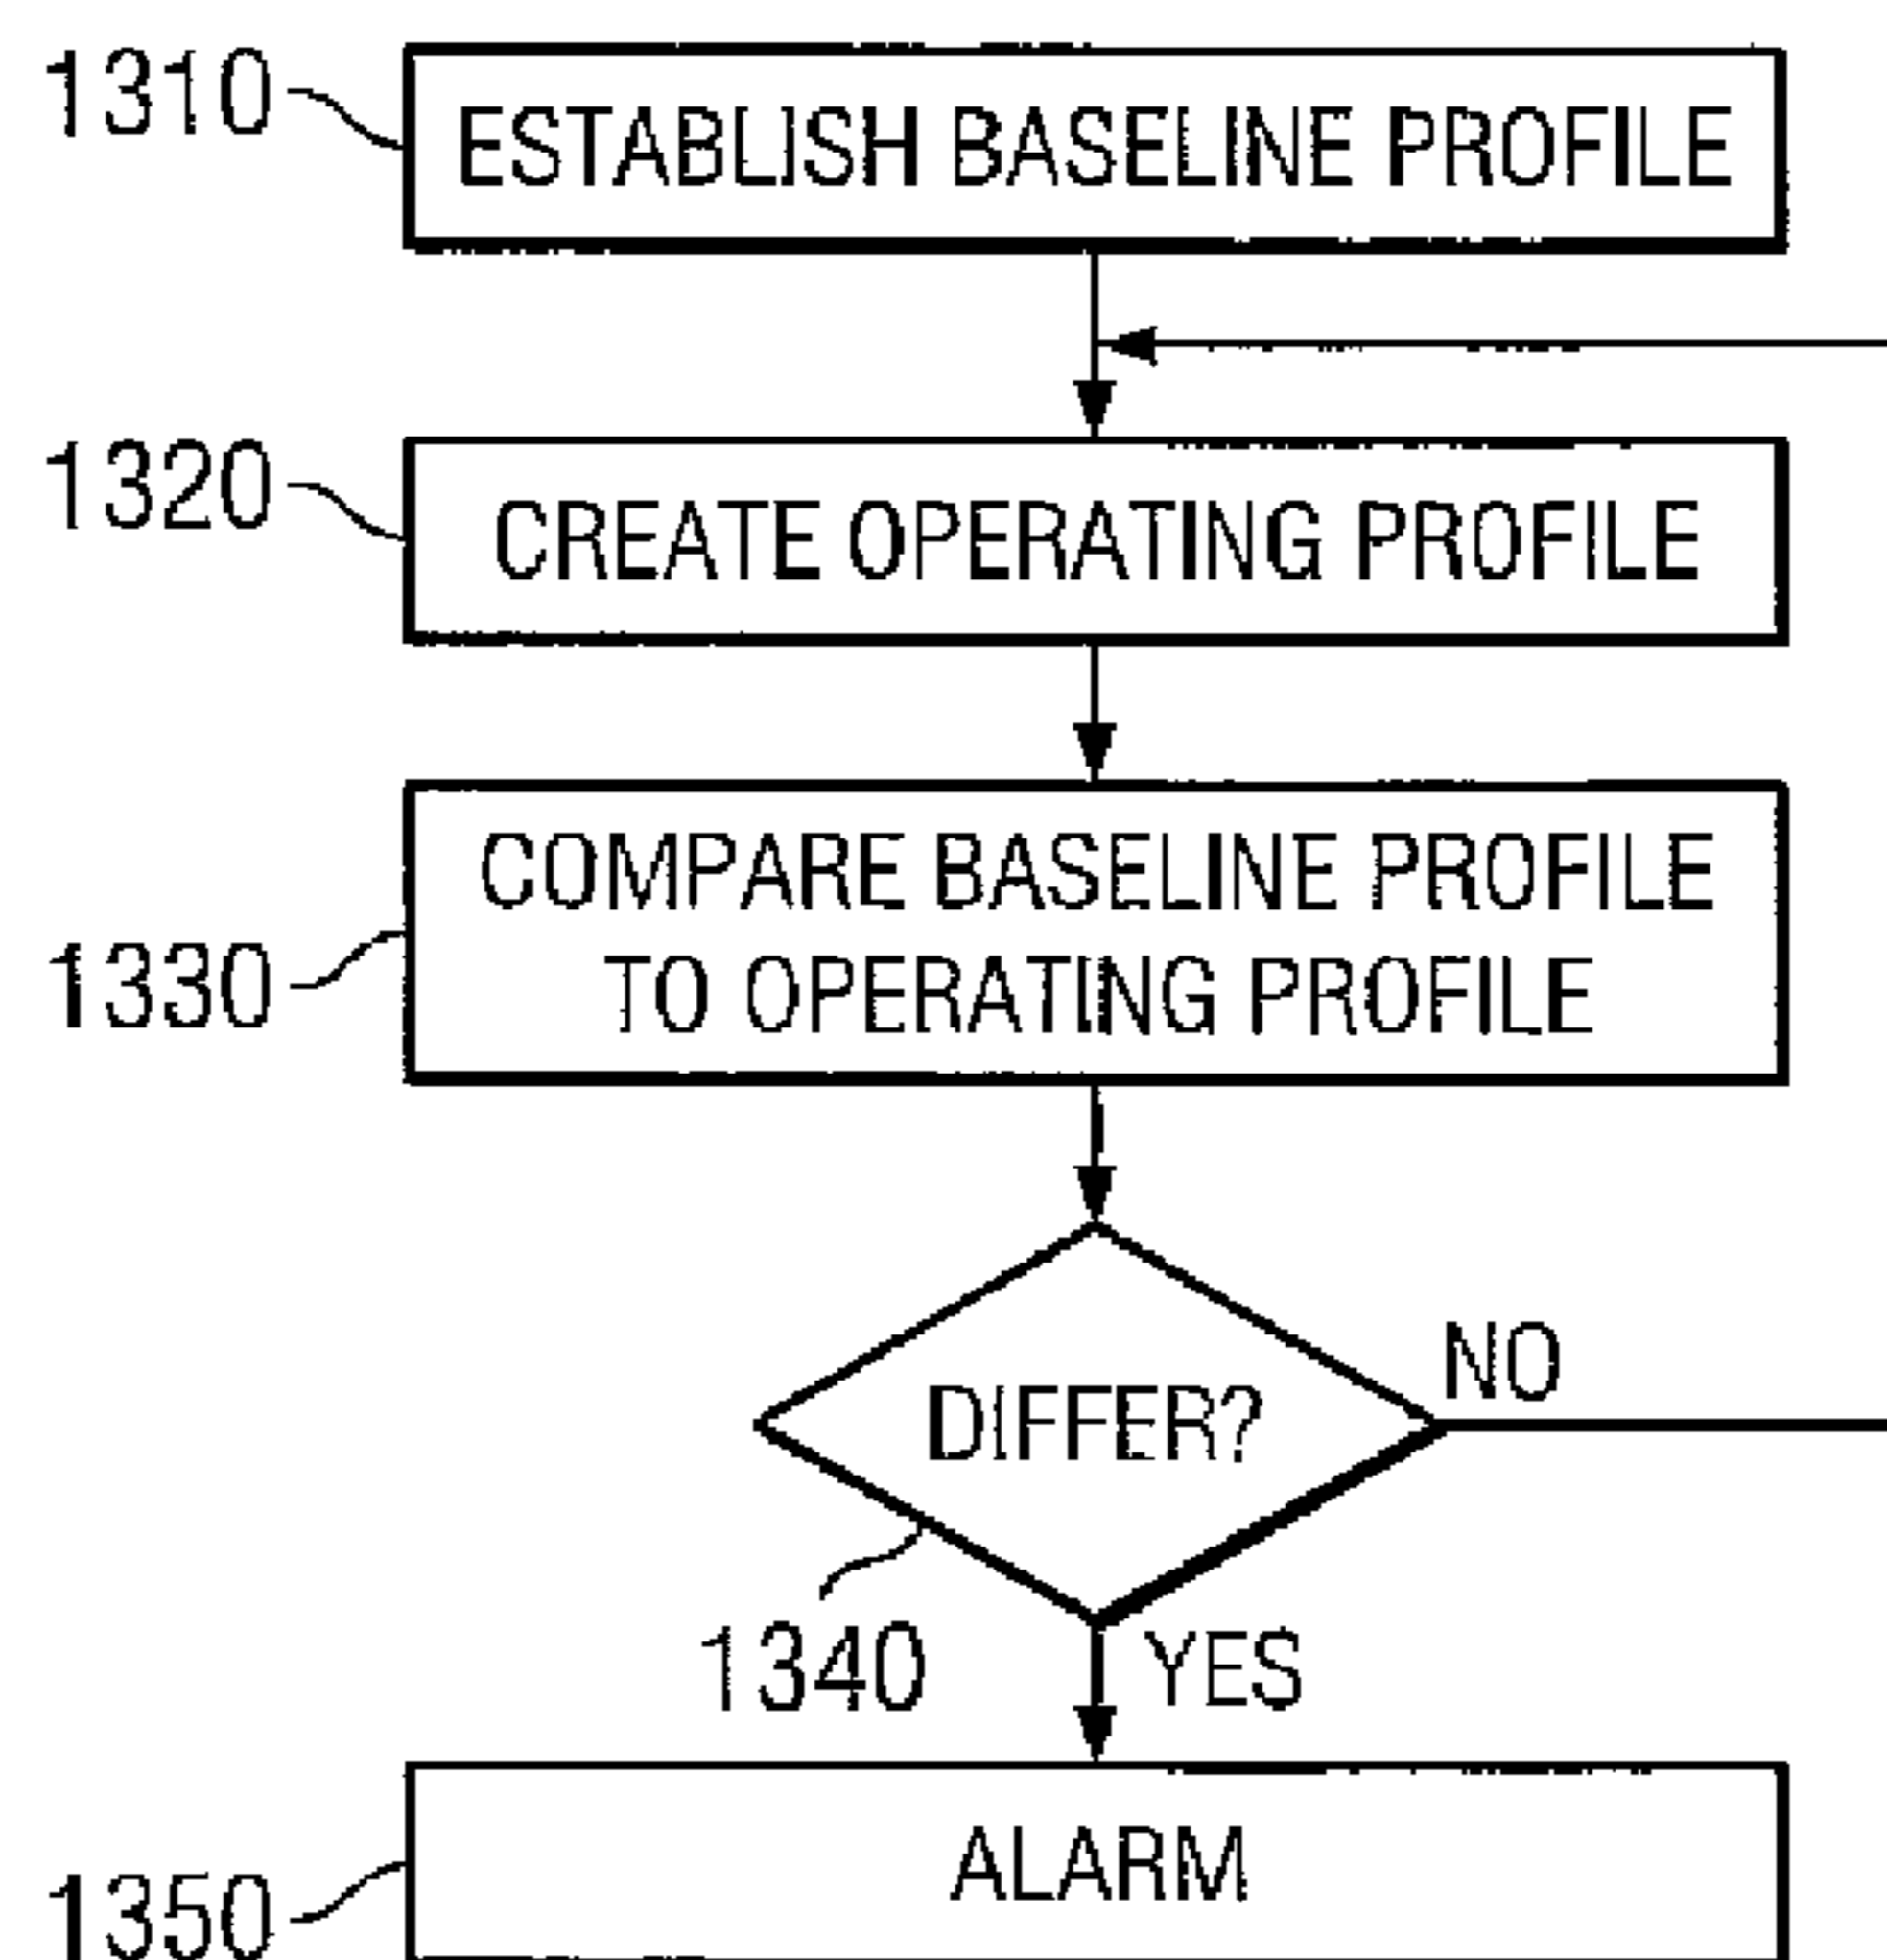 1310
ESTABLISH BASELINE PROFILE
1320
CREATE OPERATING PROFILE
1330
COMPARE BASELINE PROFILE
TO OPERATING PROFILE
DIFFER?
NO
1340
YES
1350
ALARM